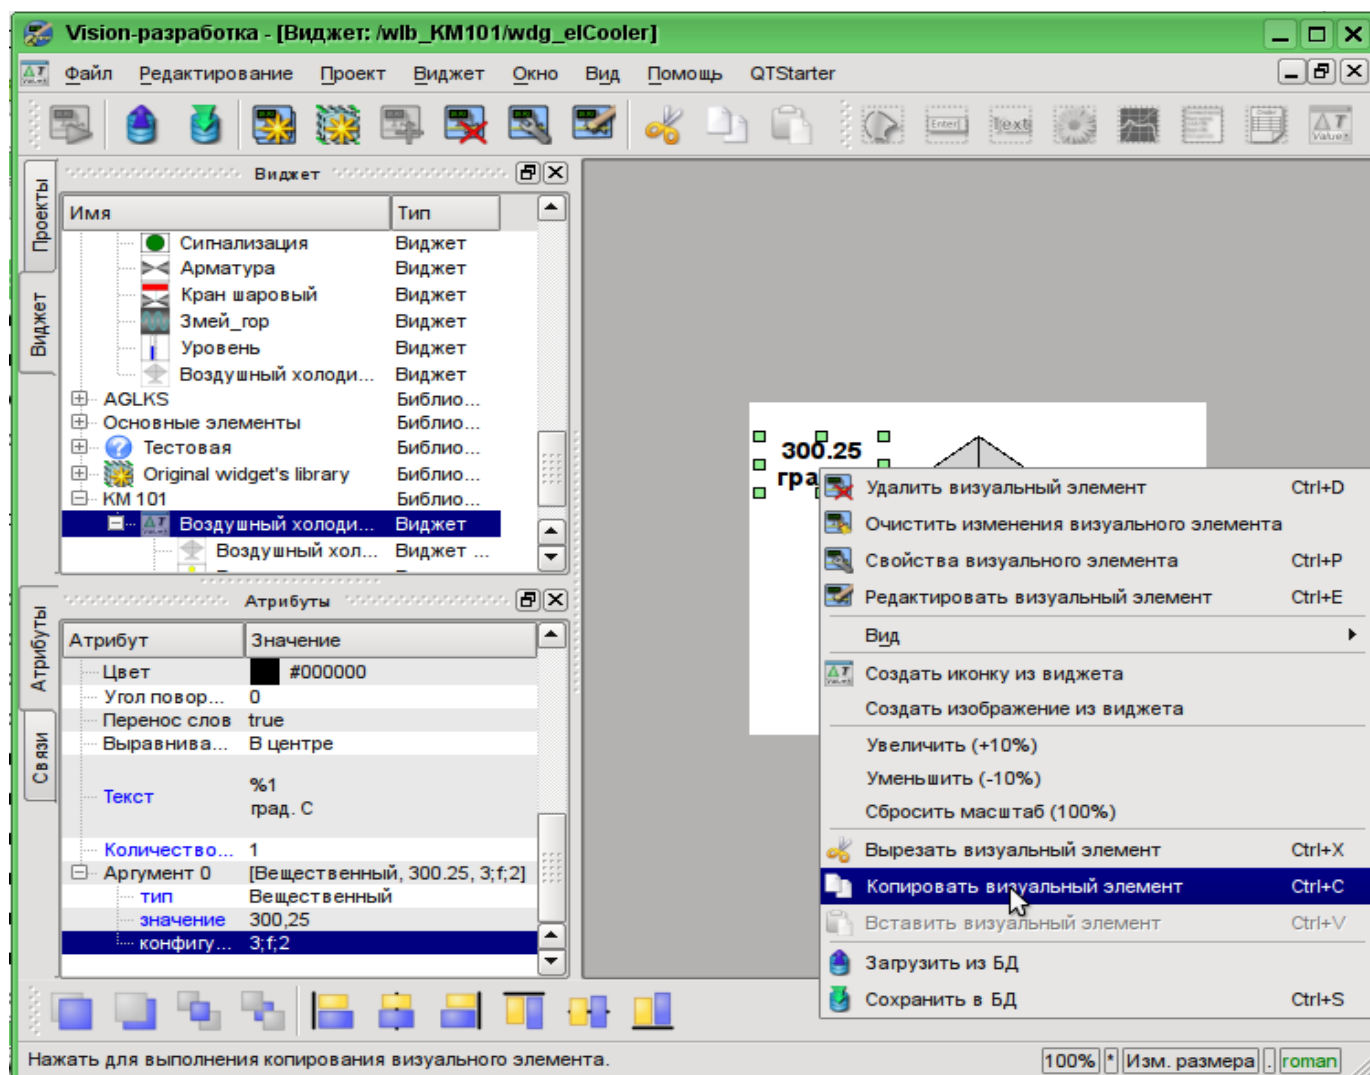 Vision-разработка - [Виджет: /wlb_KM101/wdg_elCooler]
Файл Редактирование Проект Виджет Окно Вид Помощь QTStarter
Проекты
Виджет
Виджет
Имя Тип
Сигнализация Виджет
Арматура Виджет
Кран шаровый Виджет
Змей_гор Виджет
Уровень Виджет
Воздушный холоди... Виджет
AGLKS Библио...
Основные элементы Библио...
Тестовая Библио...
Original widget's library Библио...
КМ 101 Библио...
Воздушный холоди... Виджет
Воздушный хол... Виджет ...
Атрибуты
Связи
Атрибуты
Атрибут Значение
Цвет #000000
Угол повор... 0
Перенос слов true
Выравнива... В центре
Текст %1
град. С
Количество... 1
Аргумент 0 [Вещественный, 300.25, 3;f;2]
тип Вещественный
значение 300,25
конфигу... 3;f;2
300.25
гра
Удалить визуальный элемент Ctrl+D
Очистить изменения визуального элемента
Свойства визуального элемента Ctrl+P
Редактировать визуальный элемент Ctrl+E
Вид
Создать иконку из виджета
Создать изображение из виджета
Увеличить (+10%)
Уменьшить (-10%)
Сбросить масштаб (100%)
Вырезать визуальный элемент Ctrl+X
Копировать визуальный элемент Ctrl+C
Вставить визуальный элемент Ctrl+V
Загрузить из БД
Сохранить в БД Ctrl+S
Нажать для выполнения копирования визуального элемента.
100% * Изм. размера . roman